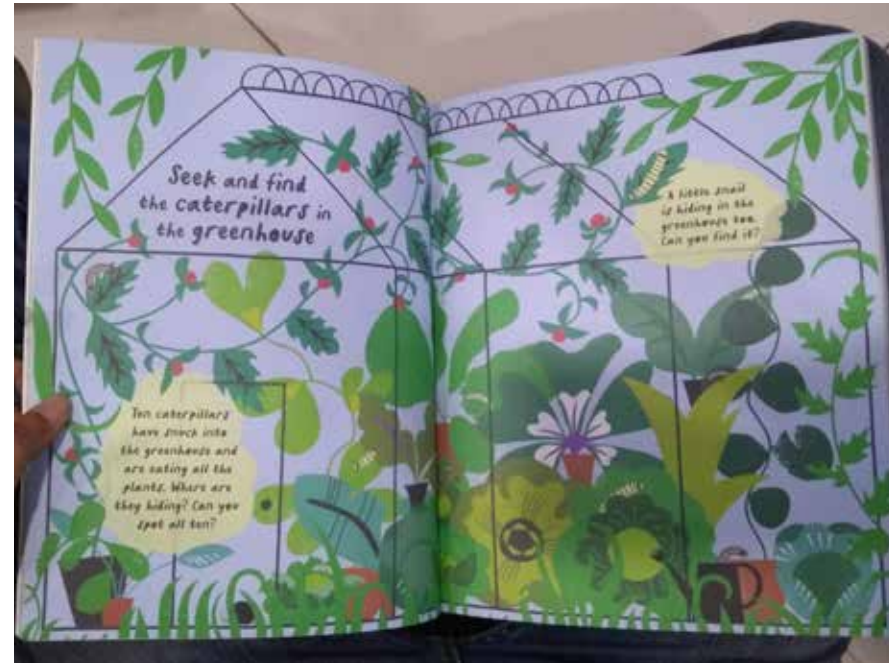 Seek and find
the caterpillars in
the greenhouse
A little snail
is hiding in the
greenhouse too.
Can you find it?
Ten caterpillars
have snuck into
the greenhouse and
are eating all the
plants. Where are
they hiding? Can you
spot all ten?